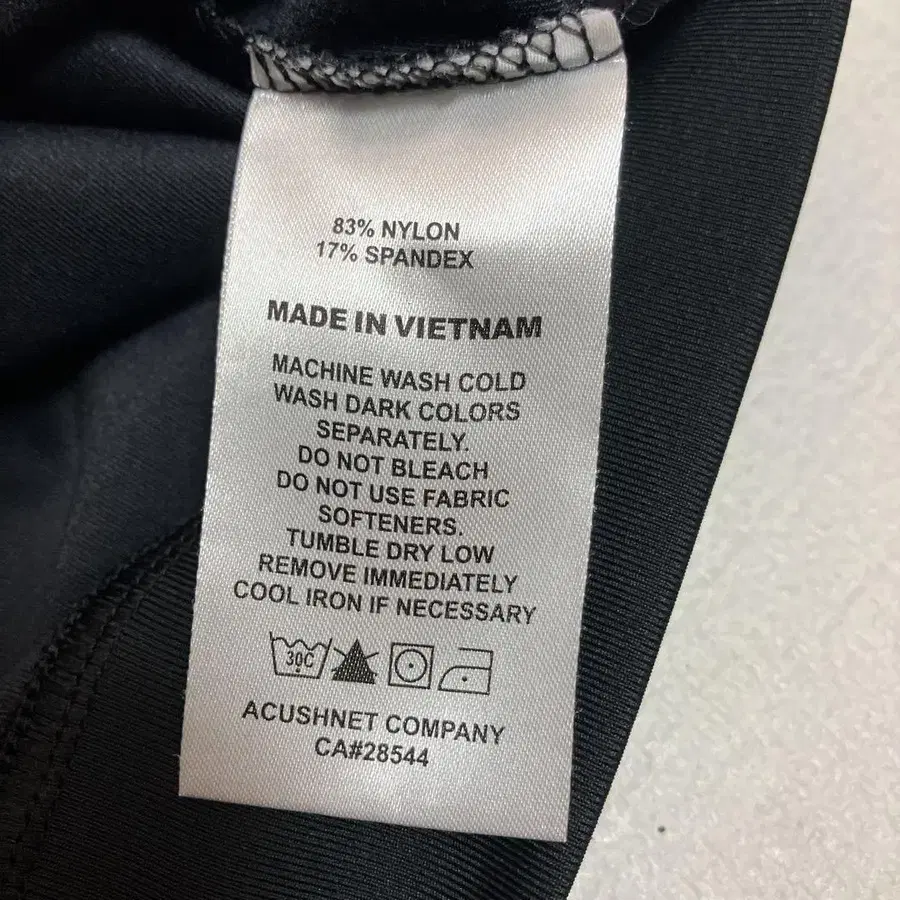 83% NYLON
17% SPANDEX
MADE IN VIETNAM
MACHINE WASH COLD
WASH DARK COLORS
SEPARATELY.
DO NOT BLEACH
DO NOT USE FABRIC
SOFTENERS.
TUMBLE DRY LOW
REMOVE IMMEDIATELY
COOL IRON IF NECESSARY
30C
ACUSHNET COMPANY
CA#28544